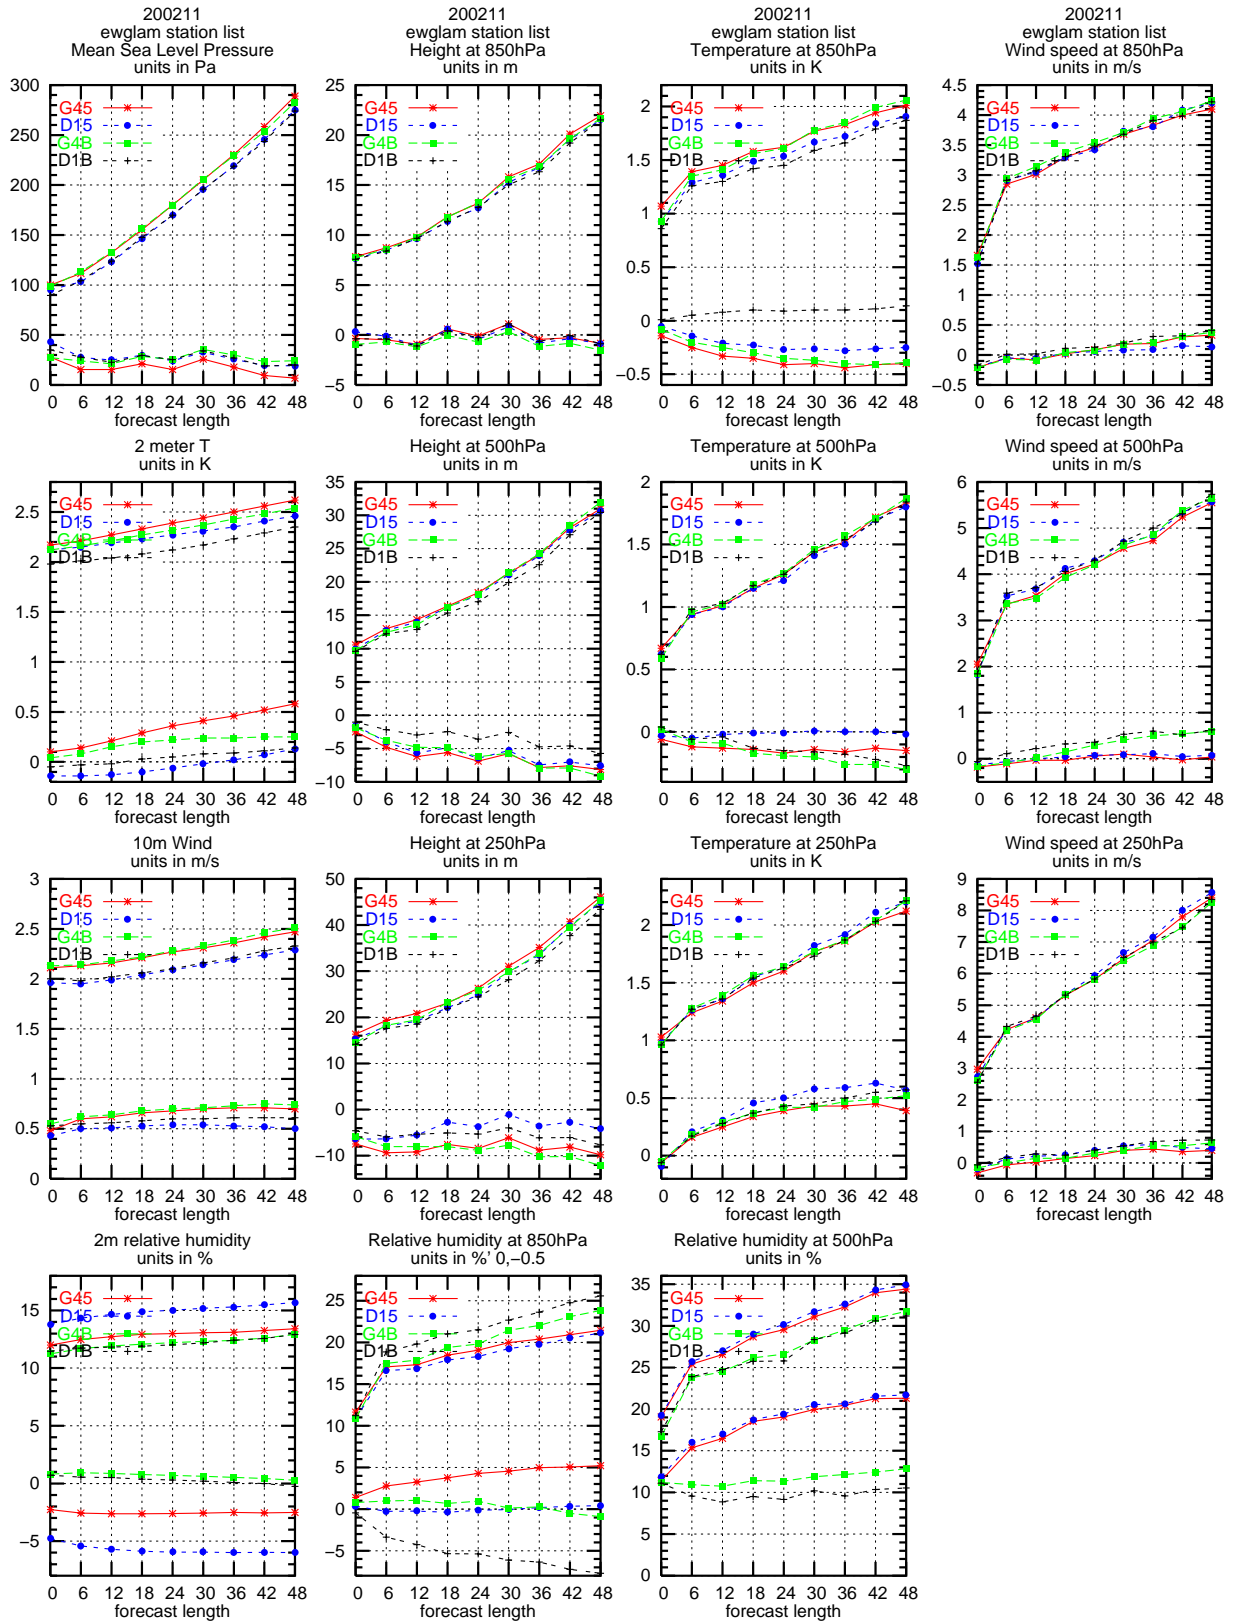 200211
ewglam station list
Mean Sea Level Pressure
units in Pa
300
250
200
150
100
50
0
G45
D15
G4B
D1B
0 6 12 18 24 30 36 42 48
forecast length
200211
ewglam station list
Height at 850hPa
units in m
25
20
15
10
5
0
−5
G45
D15
G4B
D1B
0 6 12 18 24 30 36 42 48
forecast length
200211
ewglam station list
Temperature at 850hPa
units in K
2
1.5
1
0.5
0
−0.5
G45
D15
G4B
D1B
0 6 12 18 24 30 36 42 48
forecast length
200211
ewglam station list
Wind speed at 850hPa
units in m/s
4.5
4
3.5
3
2.5
2
1.5
1
0.5
0
−0.5
G45
D15
G4B
D1B
0 6 12 18 24 30 36 42 48
forecast length
2 meter T
units in K
2.5
2
1.5
1
0.5
0
G45
D15
G4B
D1B
0 6 12 18 24 30 36 42 48
forecast length
Height at 500hPa
units in m
35
30
25
20
15
10
5
0
−5
−10
G45
D15
G4B
D1B
0 6 12 18 24 30 36 42 48
forecast length
Temperature at 500hPa
units in K
2
1.5
1
0.5
0
G45
D15
G4B
D1B
0 6 12 18 24 30 36 42 48
forecast length
Wind speed at 500hPa
units in m/s
6
5
4
3
2
1
0
G45
D15
G4B
D1B
0 6 12 18 24 30 36 42 48
forecast length
10m Wind
units in m/s
3
2.5
2
1.5
1
0.5
0
G45
D15
G4B
D1B
0 6 12 18 24 30 36 42 48
forecast length
Height at 250hPa
units in m
50
40
30
20
10
0
−10
G45
D15
G4B
D1B
0 6 12 18 24 30 36 42 48
forecast length
Temperature at 250hPa
units in K
2
1.5
1
0.5
0
G45
D15
G4B
D1B
0 6 12 18 24 30 36 42 48
forecast length
Wind speed at 250hPa
units in m/s
9
8
7
6
5
4
3
2
1
0
G45
D15
G4B
D1B
0 6 12 18 24 30 36 42 48
forecast length
2m relative humidity
units in %
15
10
5
0
−5
G45
D15
G4B
D1B
0 6 12 18 24 30 36 42 48
forecast length
Relative humidity at 850hPa
units in %' 0,−0.5
25
20
15
10
5
0
−5
G45
D15
G4B
D1B
0 6 12 18 24 30 36 42 48
forecast length
Relative humidity at 500hPa
units in %
35
30
25
20
15
10
5
0
G45
D15
G4B
D1B
0 6 12 18 24 30 36 42 48
forecast length